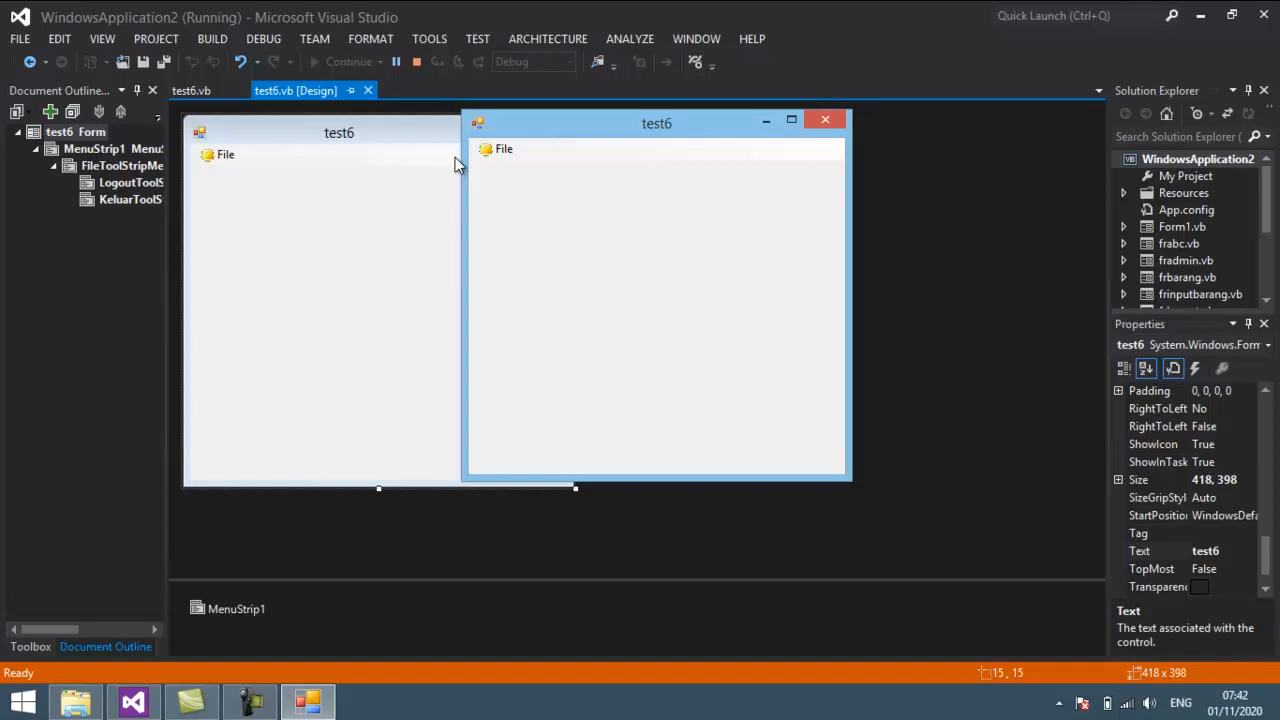 WindowsApplication2 (Running) - Microsoft Visual Studio
Quick Launch (Ctrl+Q)
FILE EDIT VIEW PROJECT BUILD DEBUG TEAM FORMAT TOOLS TEST ARCHITECTURE ANALYZE WINDOW HELP
Continue Debug
Document Outline...
test6.vb test6.vb [Design]
Solution Explorer
test6 Form
MenuStrip1 MenuS
FileToolStripMe
LogoutToolS
KeluarToolS
test6
File
test6
File
Search Solution Explorer
WindowsApplication2
My Project
Resources
App.config
Form1.vb
frabc.vb
fradmin.vb
frbarang.vb
frinputbarang.vb
Properties
test6 System.Windows.Form
Padding 0, 0, 0, 0
RightToLeft No
RightToLeft False
ShowIcon True
ShowInTask True
Size 418, 398
SizeGripStyl Auto
StartPosition WindowsDefa
Tag
Text test6
TopMost False
Transparenc
Text
The text associated with the
control.
MenuStrip1
Toolbox Document Outline
Ready 15 , 15 418 x 398
ENG
07:42
01/11/2020